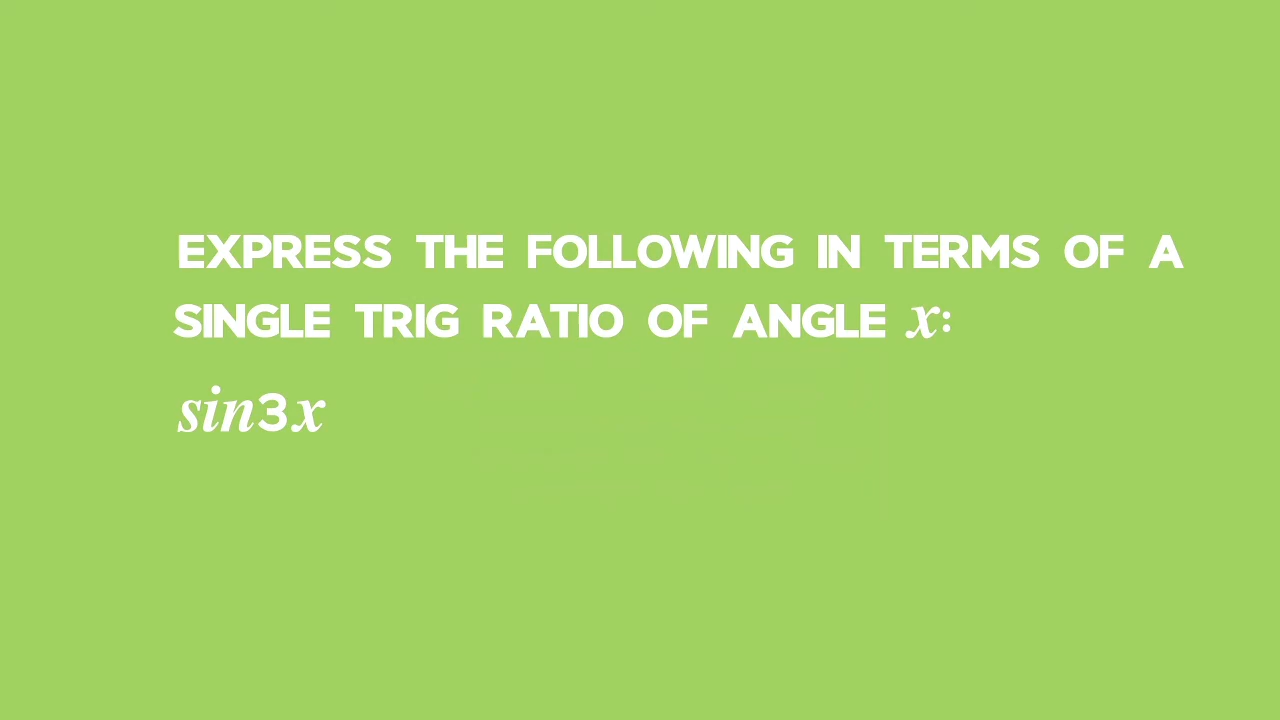 EXPRESS THE FOLLOWING IN TERMS OF A
SINGLE TRIG RATIO OF ANGLE x:
sin3x